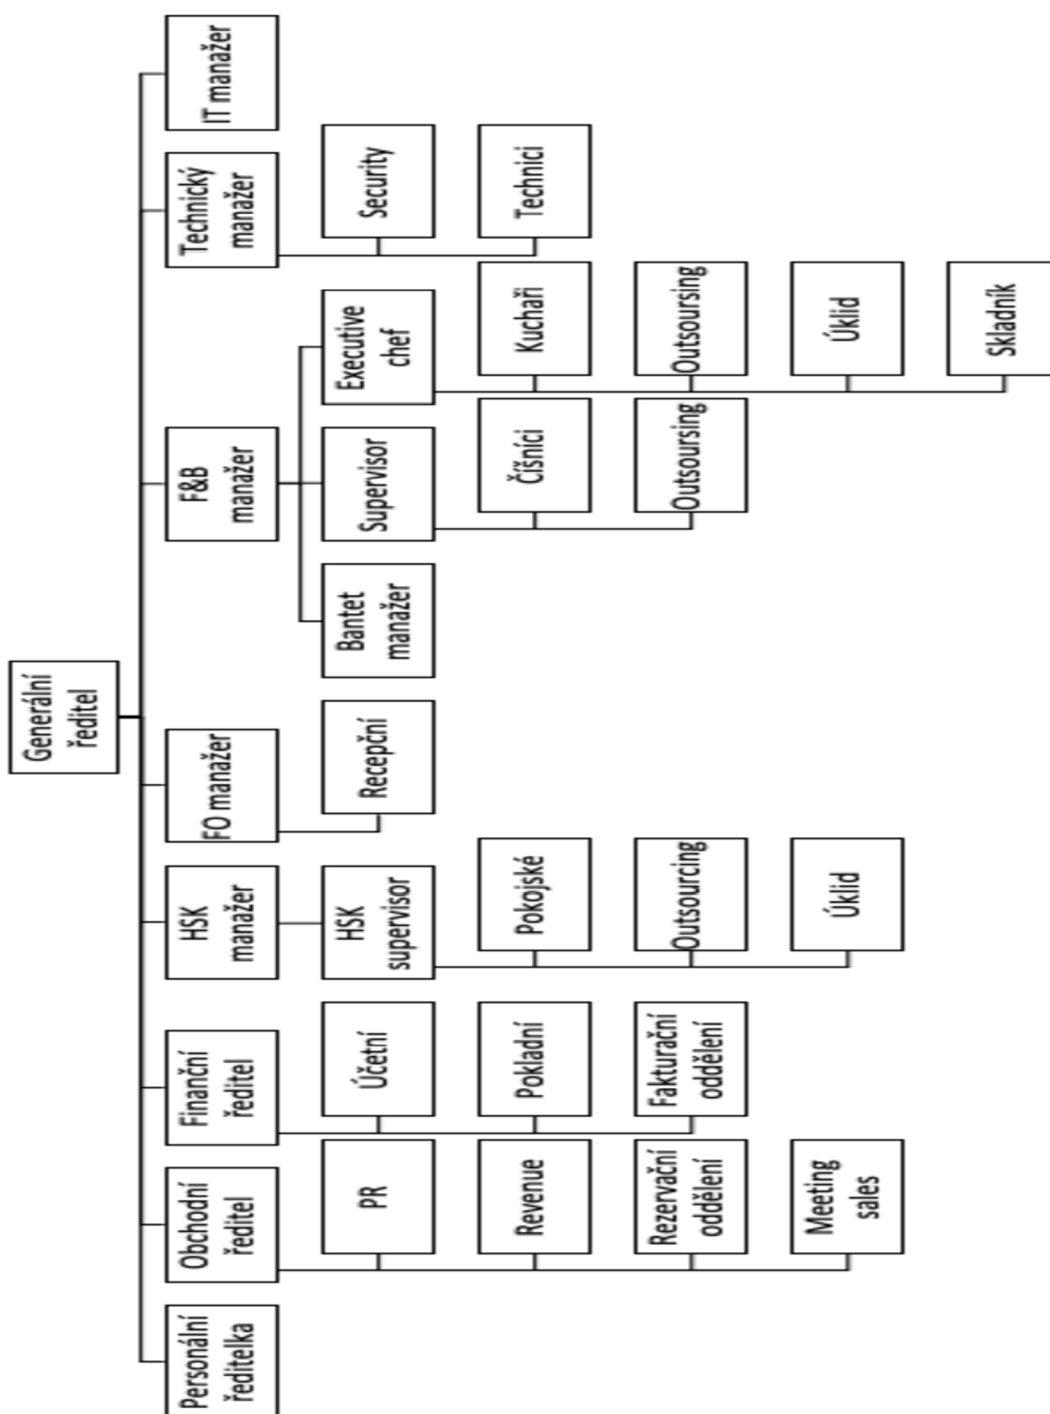 Generální
ředitel
Personální
ředitelka
Obchodní
ředitel
Finanční
ředitel
HSK
manažer
FO manažer
F&B
manažer
Technický
manažer
IT manažer
PR
Účetní
HSK
supervisor
Recepční
Bantet
manažer
Supervisor
Executive
chef
Security
Revenue
Pokladní
Pokojské
Číšníci
Kuchaři
Technici
Rezervační
oddělení
Fakturační
oddělení
Outsourcing
Outsoursing
Outsoursing
Meeting
sales
Úklid
Úklid
Skladník